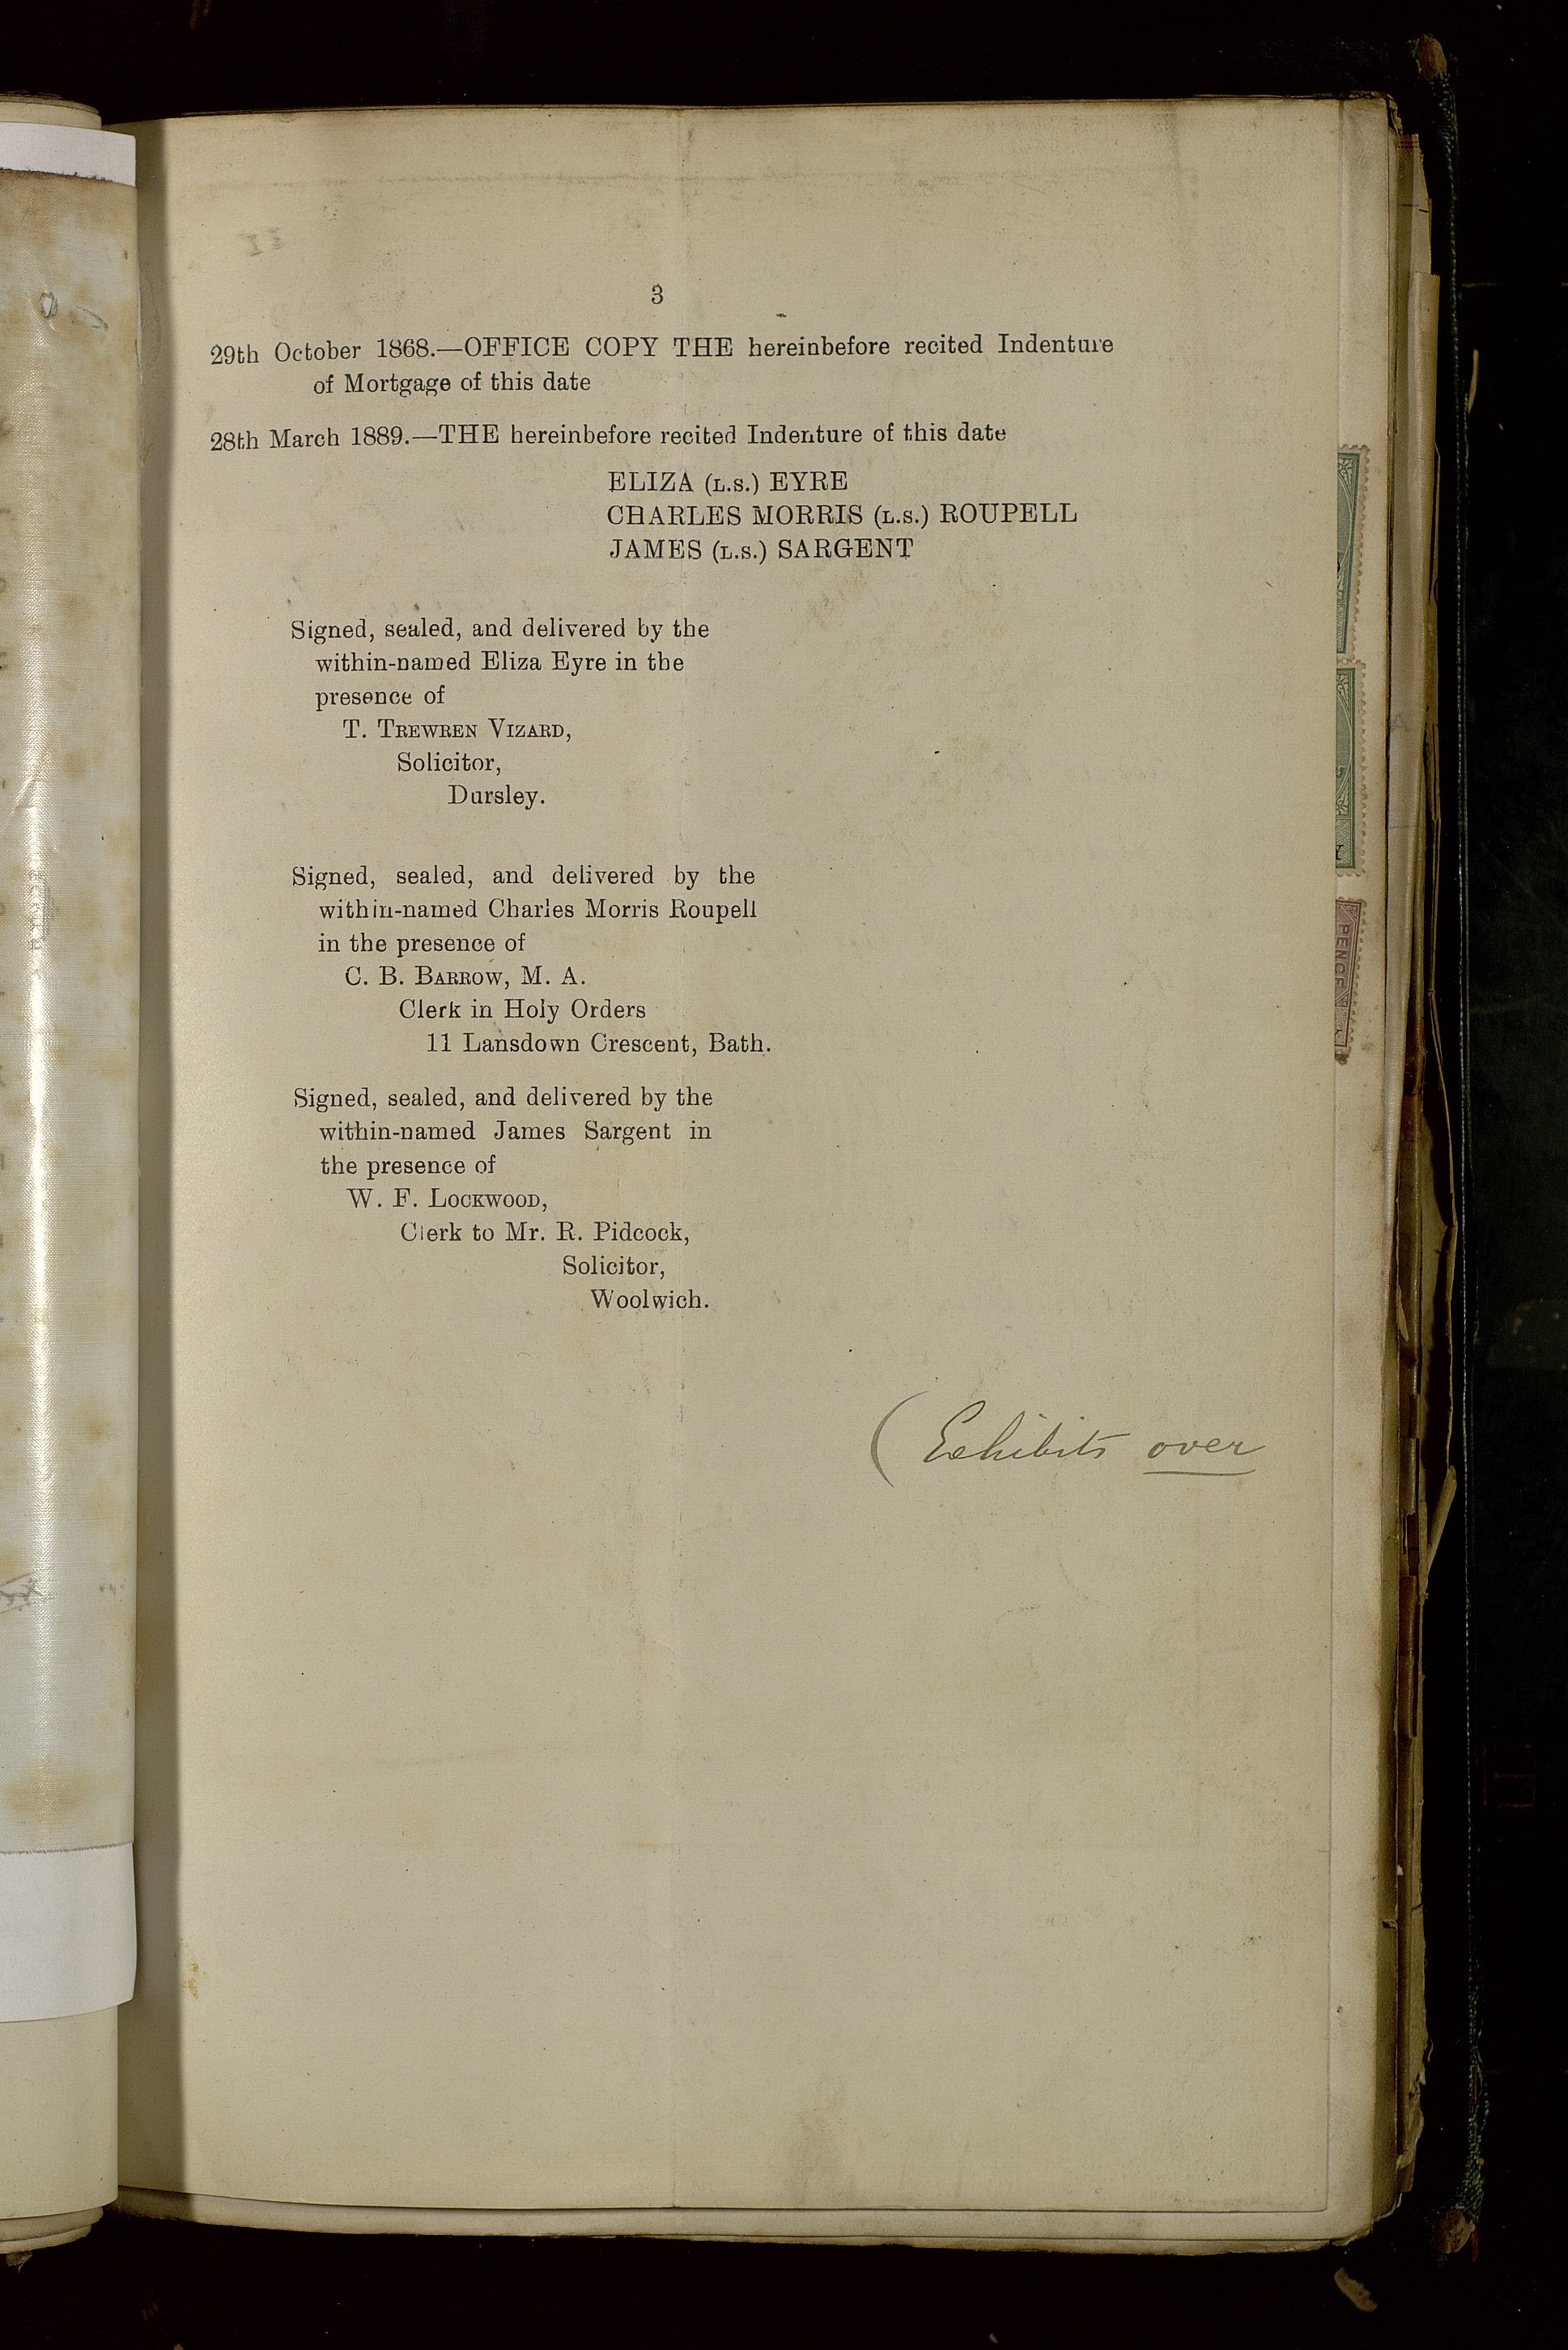 3
29th October 1868.—OFFICE COPY THE hereinbefore recited Indenture
of Mortgage of this date
28th March 1889.—THE hereinbefore recited Indenture of this date
ELIZA (L.S.) EYRE
CHARLES MORRIS (L.S.) ROUPELL
JAMES (L.S.) SARGENT
Signed, sealed, and delivered by the
within-named Eliza Eyre in the
presence of
T. TREWREN VIZARD,
Solicitor,
Dursley.
Signed, sealed, and delivered by the
within-named Charles Morris Roupell
in the presence of
C. B. BARROW, M. A.
Clerk in Holy Orders
11 Lansdown Crescent, Bath.
Signed, sealed, and delivered by the
within-named James Sargent in
the presence of
W. F. LOCKWOOD,
Clerk to Mr. R. Pidcock,
Solicitor,
Woolwich.
( Exhibits over
PENCE